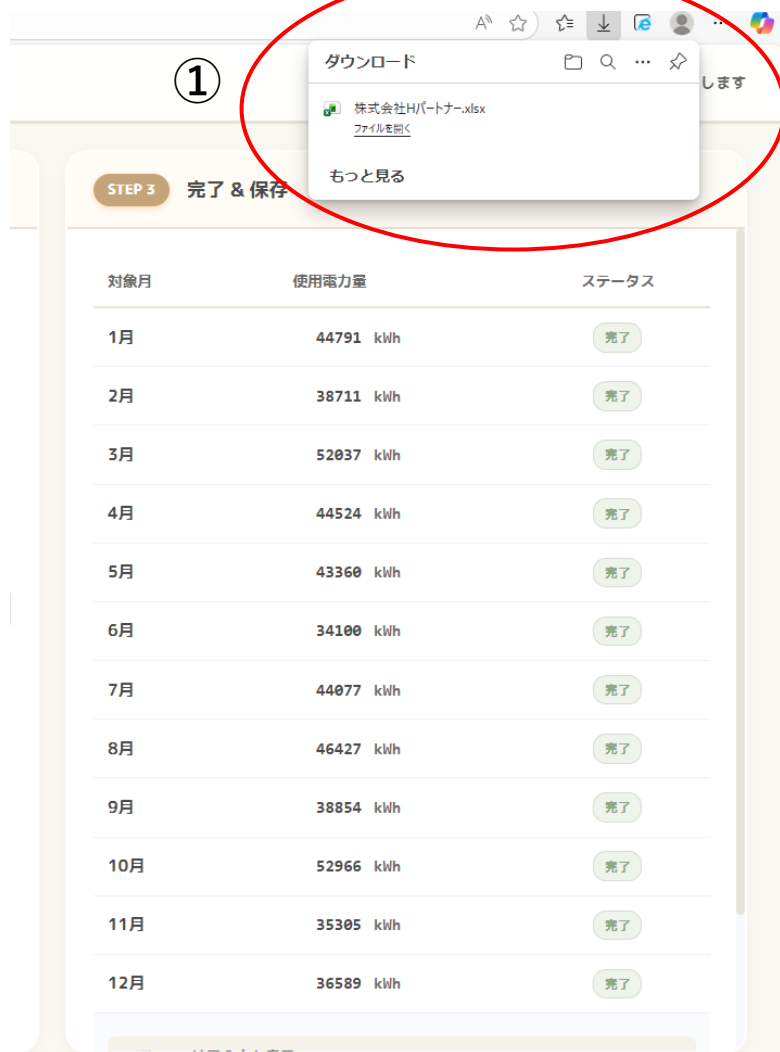 ①
ダウンロード
します
株式会社Hパートナー.xlsx
ファイルを開く
もっと見る
STEP 3 完了 & 保存
対象月 使用電力量 ステータス
1月 44791 kWh 完了
2月 38711 kWh 完了
3月 52037 kWh 完了
4月 44524 kWh 完了
5月 43360 kWh 完了
6月 34100 kWh 完了
7月 44077 kWh 完了
8月 46427 kWh 完了
9月 38854 kWh 完了
10月 52966 kWh 完了
11月 35305 kWh 完了
12月 36589 kWh 完了